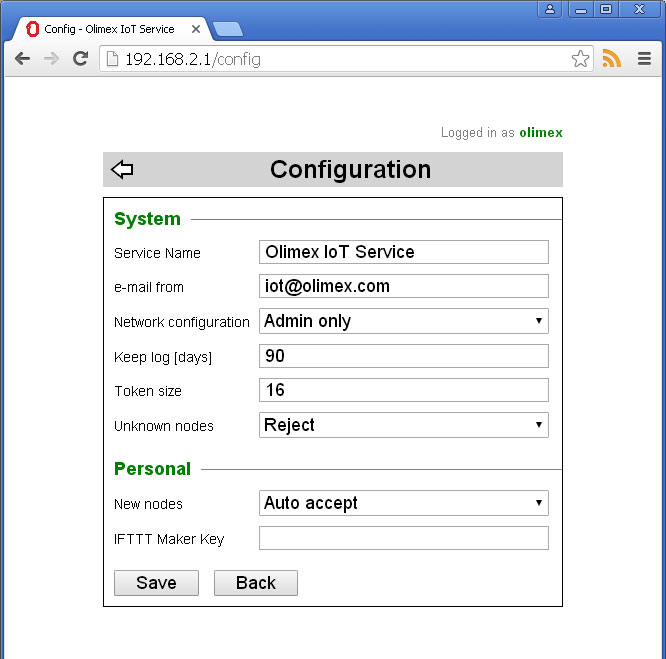 Config - Olimex IoT Service
192.168.2.1/config
Logged in as olimex
Configuration
System
Service Name Olimex IoT Service
e-mail from iot@olimex.com
Network configuration Admin only
Keep log [days] 90
Token size 16
Unknown nodes Reject
Personal
New nodes Auto accept
IFTTT Maker Key
Save Back